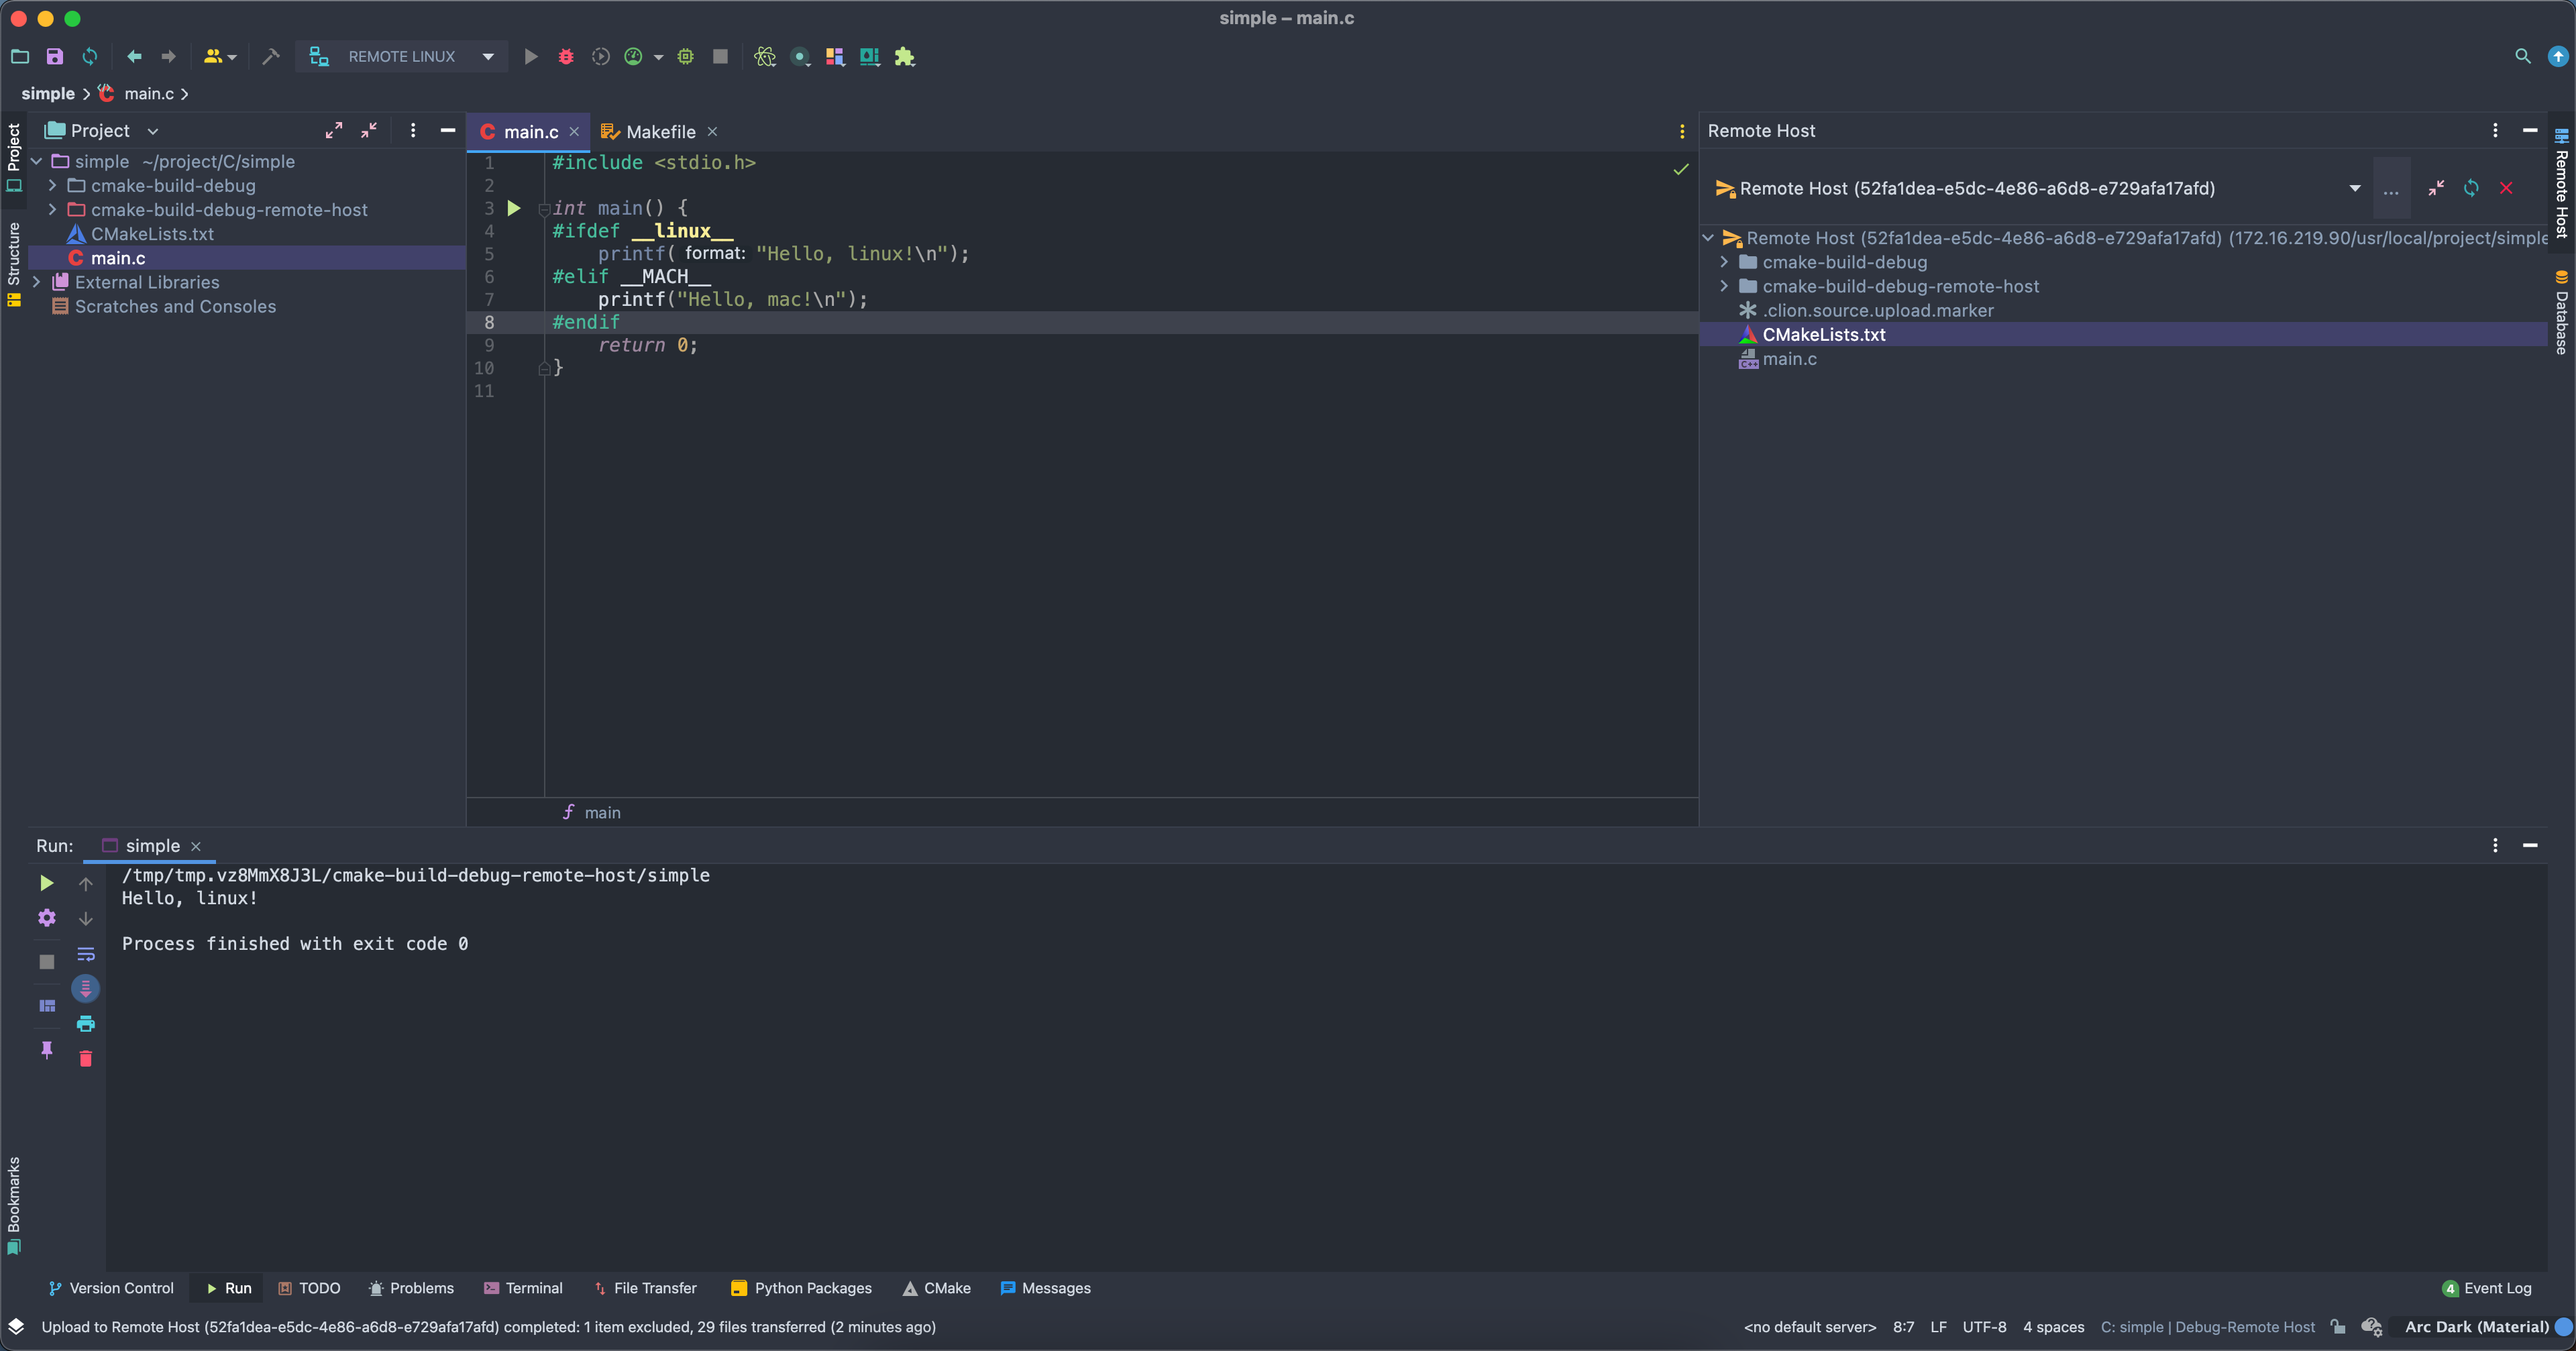 simple – main.c
REMOTE LINUX
simple
main.c
Project
main.c
Makefile
Remote Host
Project
Structure
simple ~/project/C/simple
cmake-build-debug
cmake-build-debug-remote-host
CMakeLists.txt
main.c
External Libraries
Scratches and Consoles
1 #include <stdio.h>
2
3 int main() {
4 #ifdef __linux__
5 printf( format: "Hello, linux!\n");
6 #elif __MACH__
7 printf("Hello, mac!\n");
8 #endif
9 return 0;
10 }
11
main
Remote Host (52fa1dea-e5dc-4e86-a6d8-e729afa17afd)
...
Remote Host (52fa1dea-e5dc-4e86-a6d8-e729afa17afd) (172.16.219.90/usr/local/project/simple
cmake-build-debug
cmake-build-debug-remote-host
.clion.source.upload.marker
CMakeLists.txt
main.c
Remote Host
Database
Run:
simple
/tmp/tmp.vz8MmX8J3L/cmake-build-debug-remote-host/simple
Hello, linux!
Process finished with exit code 0
Bookmarks
Version Control
Run
TODO
Problems
Terminal
File Transfer
Python Packages
CMake
Messages
4 Event Log
Upload to Remote Host (52fa1dea-e5dc-4e86-a6d8-e729afa17afd) completed: 1 item excluded, 29 files transferred (2 minutes ago)
<no default server>
8:7
LF
UTF-8
4 spaces
C: simple | Debug-Remote Host
Arc Dark (Material)